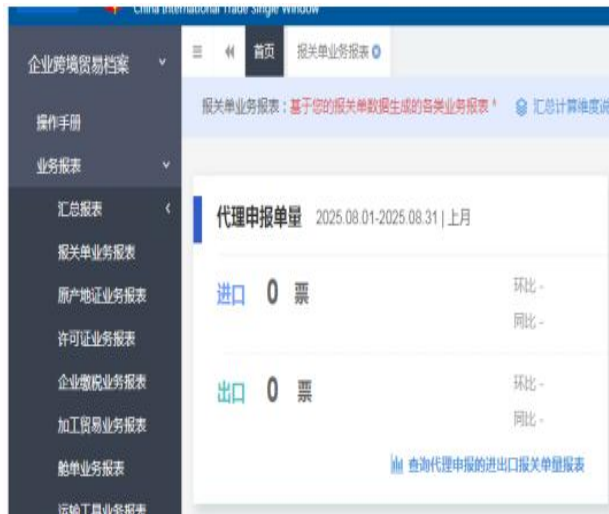 China International Trade Single Window
企业跨境贸易档案
首页 报关单业务报表
操作手册
报关单业务报表：基于您的报关单数据生成的各类业务报表 * 汇总计算维度说
业务报表
汇总报表
报关单业务报表
原产地证业务报表
许可证业务报表
企业缴税业务报表
加工贸易业务报表
舱单业务报表
运输工具业务报表
代理申报单量 2025.08.01-2025.08.31 | 上月
进口 0 票
环比 -
同比 -
出口 0 票
环比 -
同比 -
查询代理申报的进出口报关单量报表